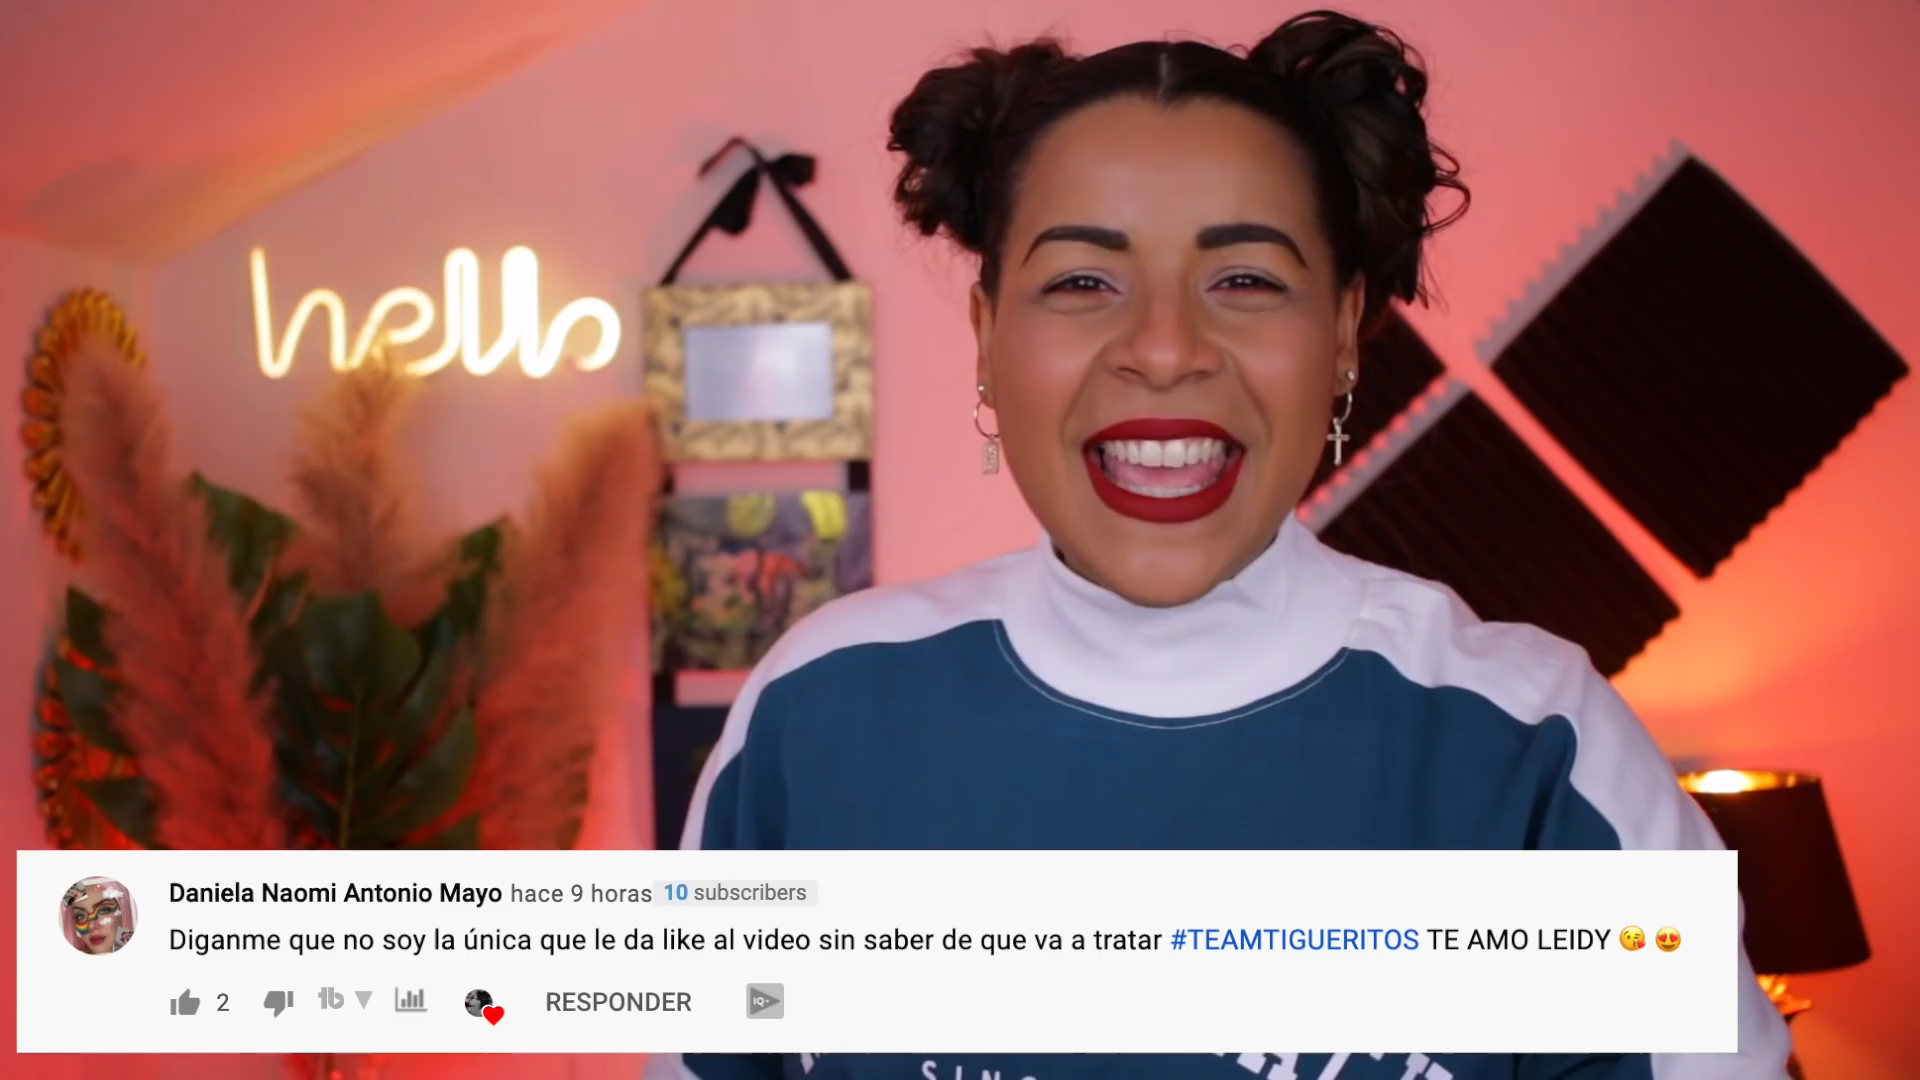 hello
Daniela Naomi Antonio Mayo hace 9 horas 10 subscribers
Diganme que no soy la única que le da like al video sin saber de que va a tratar #TEAMTIGUERITOS TE AMO LEIDY 😘 😍
2 RESPONDER IQ